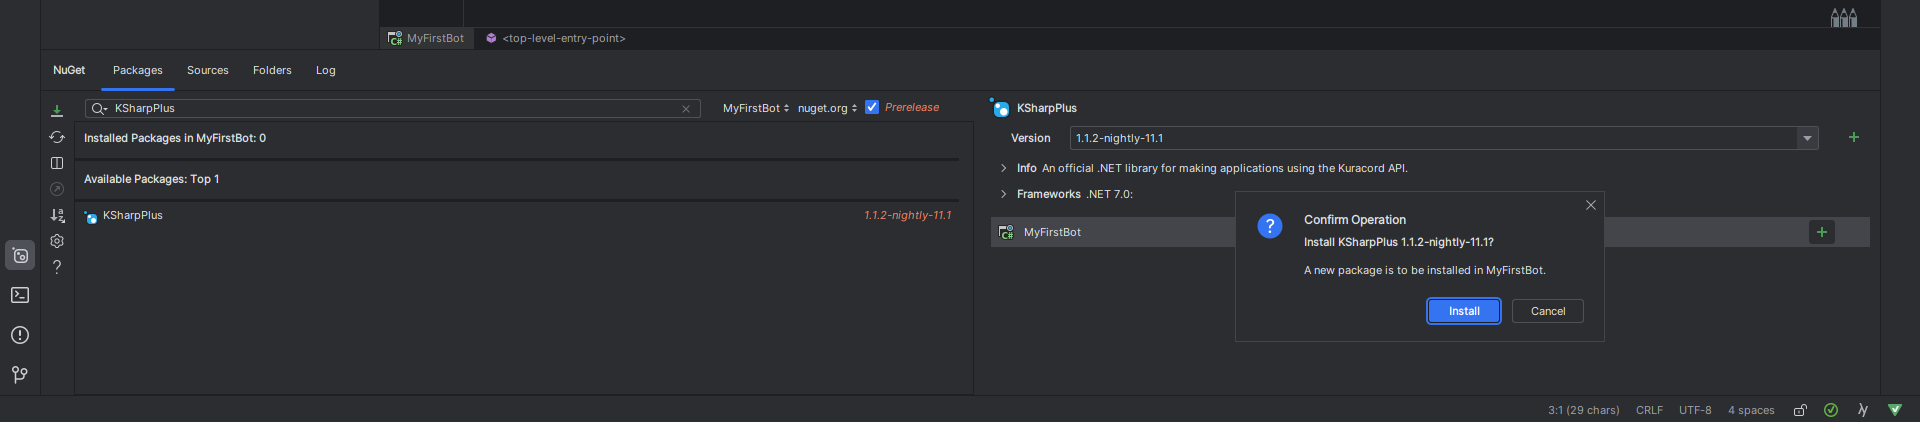 MyFirstBot <top-level-entry-point>
NuGet Packages Sources Folders Log
KSharpPlus MyFirstBot nuget.org Prerelease
Installed Packages in MyFirstBot: 0
Available Packages: Top 1
KSharpPlus 1.1.2-nightly-11.1
KSharpPlus
Version 1.1.2-nightly-11.1
Info An official .NET library for making applications using the Kuracord API.
Frameworks .NET 7.0:
MyFirstBot
Confirm Operation
Install KSharpPlus 1.1.2-nightly-11.1?
A new package is to be installed in MyFirstBot.
Install Cancel
3:1 (29 chars) CRLF UTF-8 4 spaces